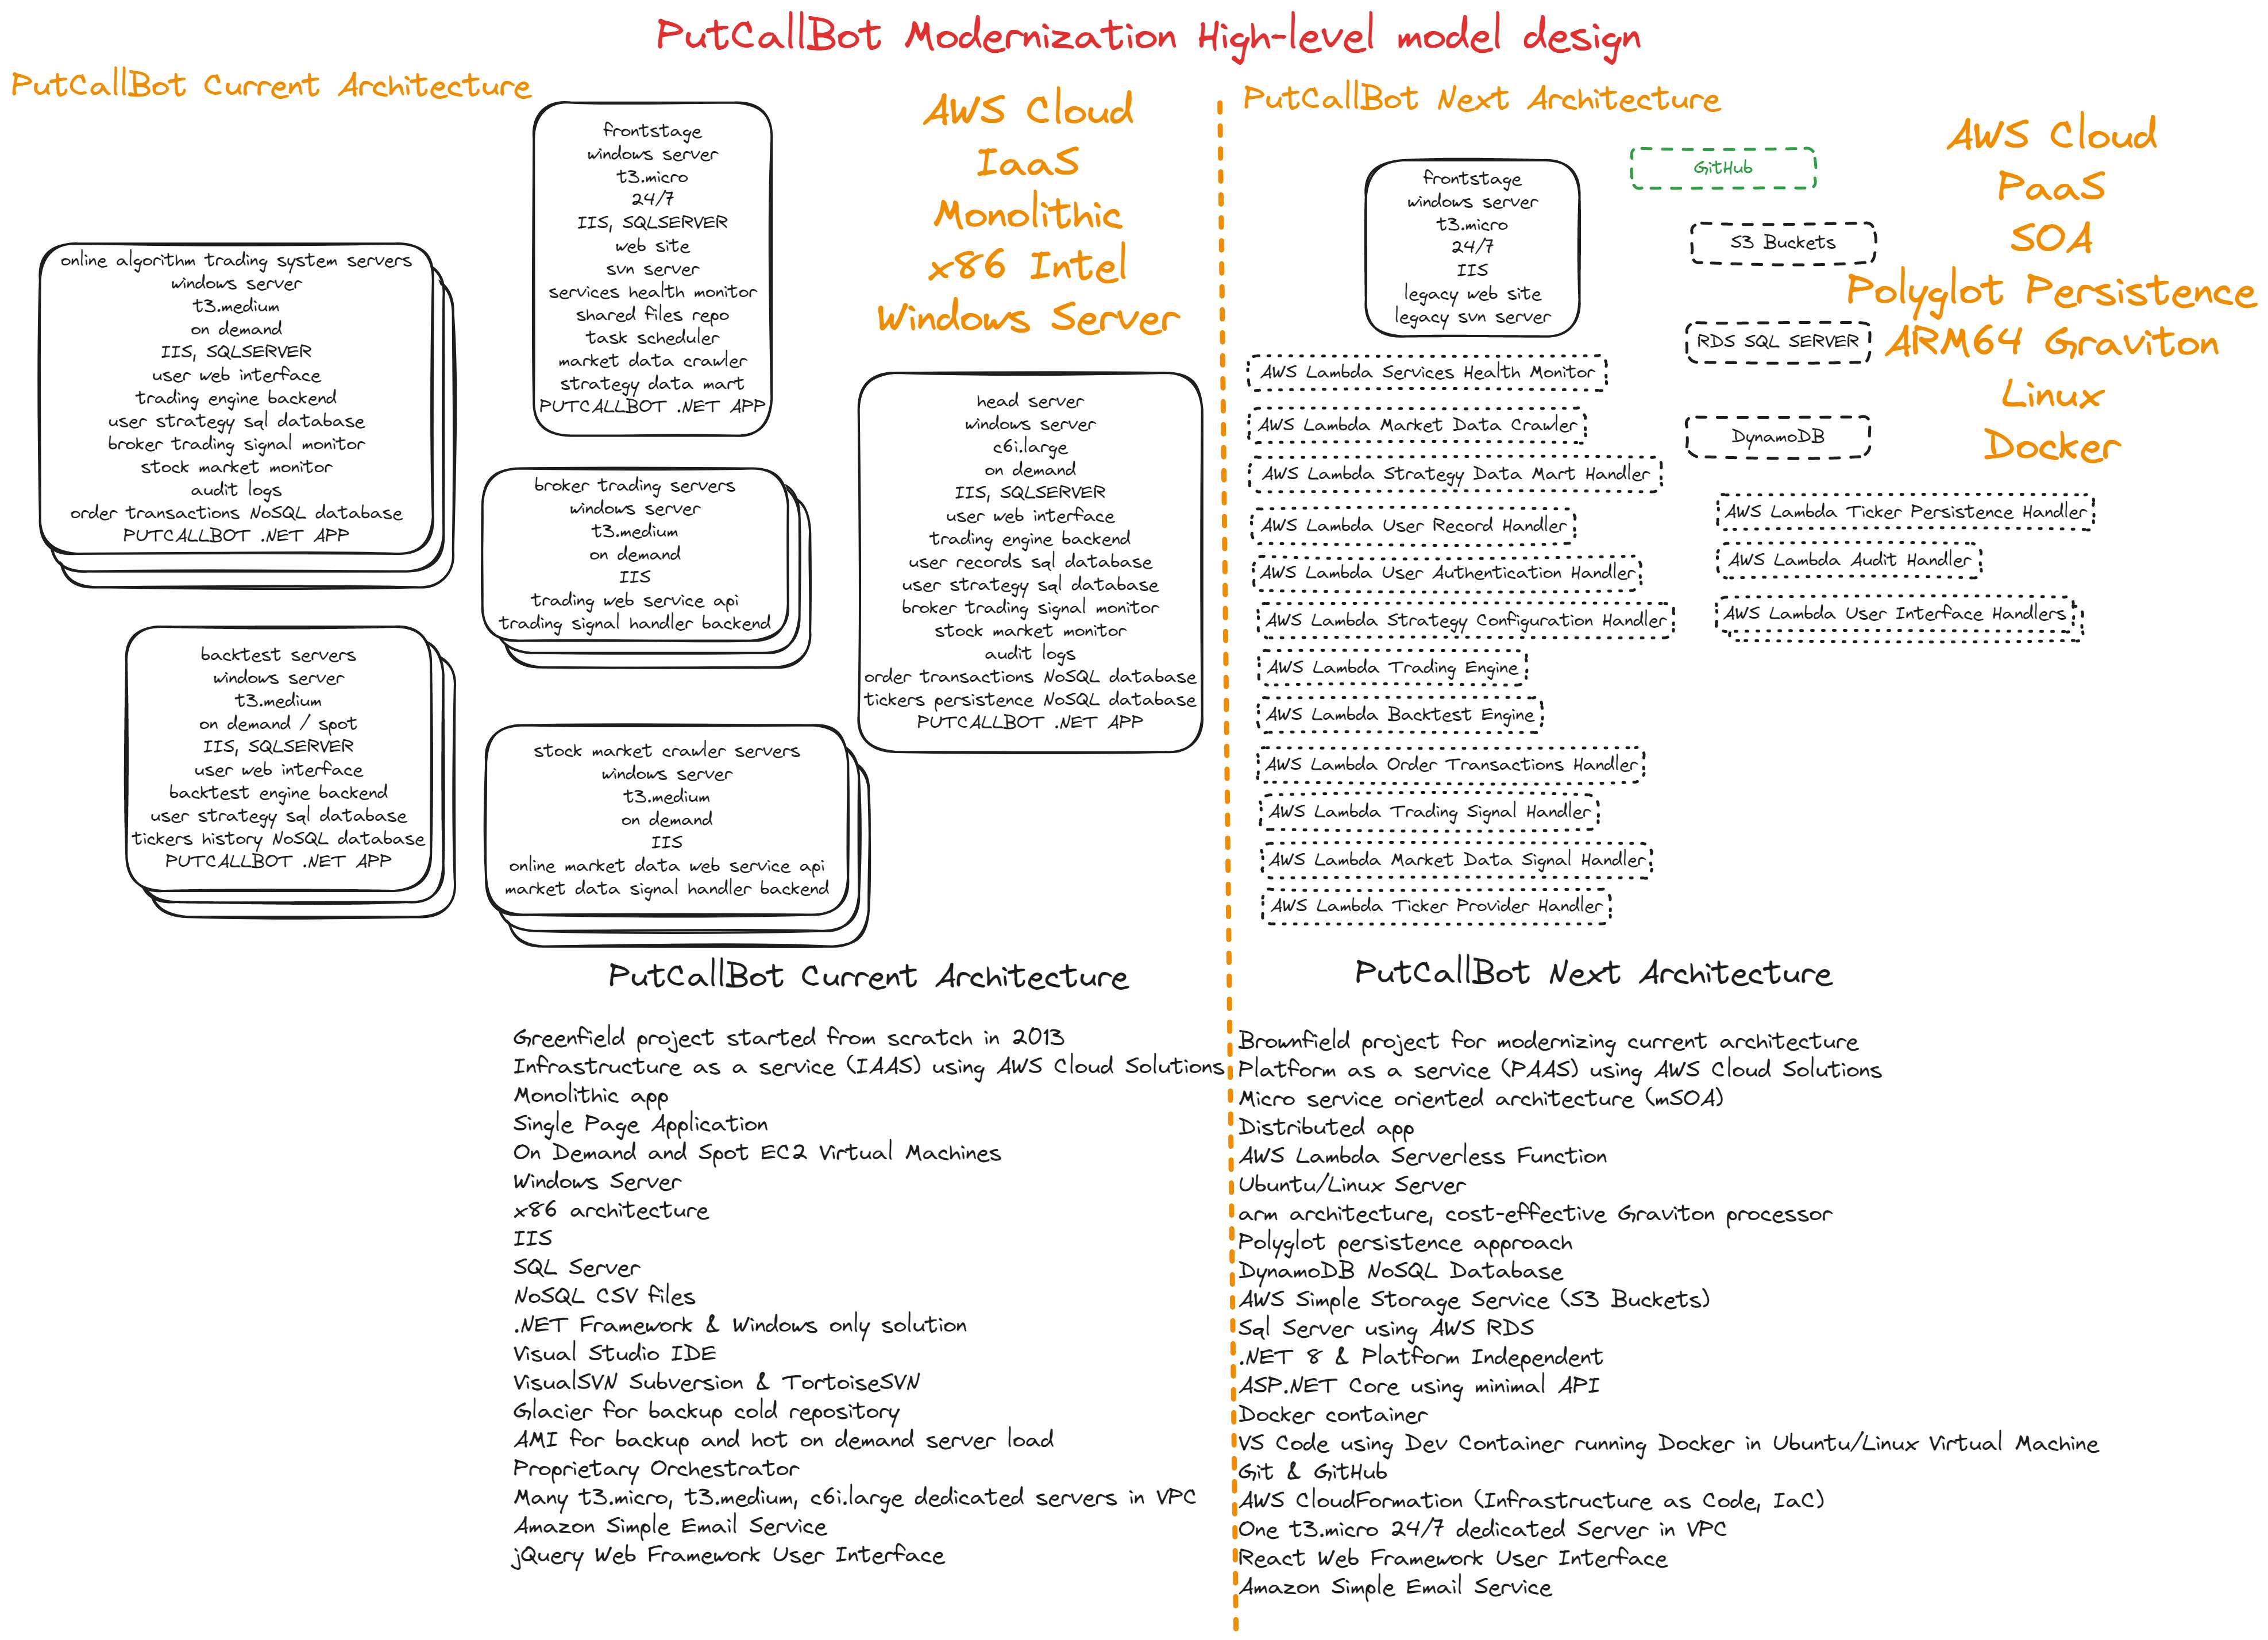 PutCallBot Modernization High-level model design
PutCallBot Current Architecture
frontstage
windows server
t3.micro
24/7
IIS, SQLSERVER
web site
svn server
services health monitor
shared files repo
task scheduler
market data crawler
strategy data mart
PUTCALLBOT .NET APP
AWS Cloud
IaaS
Monolithic
x86 Intel
Windows Server
online algorithm trading system servers
windows server
t3.medium
on demand
IIS, SQLSERVER
user web interface
trading engine backend
user strategy sql database
broker trading signal monitor
stock market monitor
audit logs
order transactions NoSQL database
PUTCALLBOT .NET APP
broker trading servers
windows server
t3.medium
on demand
IIS
trading web service api
trading signal handler backend
head server
windows server
c6i.large
on demand
IIS, SQLSERVER
user web interface
trading engine backend
user records sql database
user strategy sql database
broker trading signal monitor
stock market monitor
audit logs
order transactions NoSQL database
tickers persistence NoSQL database
PUTCALLBOT .NET APP
backtest servers
windows server
t3.medium
on demand / spot
IIS, SQLSERVER
user web interface
backtest engine backend
user strategy sql database
tickers history NoSQL database
PUTCALLBOT .NET APP
stock market crawler servers
windows server
t3.medium
on demand
IIS
online market data web service api
market data signal handler backend
PutCallBot Current Architecture
Greenfield project started from scratch in 2013
Infrastructure as a service (IAAS) using AWS Cloud Solutions
Monolithic app
Single Page Application
On Demand and Spot EC2 Virtual Machines
Windows Server
x86 architecture
IIS
SQL Server
NoSQL CSV files
.NET Framework & Windows only solution
Visual Studio IDE
VisualSVN Subversion & TortoiseSVN
Glacier for backup cold repository
AMI for backup and hot on demand server load
Proprietary Orchestrator
Many t3.micro, t3.medium, c6i.large dedicated servers in VPC
Amazon Simple Email Service
jQuery Web Framework User Interface
PutCallBot Next Architecture
frontstage
windows server
t3.micro
24/7
IIS
legacy web site
legacy svn server
GitHub
S3 Buckets
RDS SQL SERVER
DynamoDB
AWS Cloud
PaaS
SOA
Polyglot Persistence
ARM64 Graviton
Linux
Docker
AWS Lambda Services Health Monitor
AWS Lambda Market Data Crawler
AWS Lambda Strategy Data Mart Handler
AWS Lambda User Record Handler
AWS Lambda User Authentication Handler
AWS Lambda Strategy Configuration Handler
AWS Lambda Trading Engine
AWS Lambda Backtest Engine
AWS Lambda Order Transactions Handler
AWS Lambda Trading Signal Handler
AWS Lambda Market Data Signal Handler
AWS Lambda Ticker Provider Handler
AWS Lambda Ticker Persistence Handler
AWS Lambda Audit Handler
AWS Lambda User Interface Handlers
PutCallBot Next Architecture
Brownfield project for modernizing current architecture
Platform as a service (PAAS) using AWS Cloud Solutions
Micro service oriented architecture (mSOA)
Distributed app
AWS Lambda Serverless Function
Ubuntu/Linux Server
arm architecture, cost-effective Graviton processor
Polyglot persistence approach
DynamoDB NoSQL Database
AWS Simple Storage Service (S3 Buckets)
Sql Server using AWS RDS
.NET 8 & Platform Independent
ASP.NET Core using minimal API
Docker container
VS Code using Dev Container running Docker in Ubuntu/Linux Virtual Machine
Git & GitHub
AWS CloudFormation (Infrastructure as Code, IaC)
One t3.micro 24/7 dedicated Server in VPC
React Web Framework User Interface
Amazon Simple Email Service